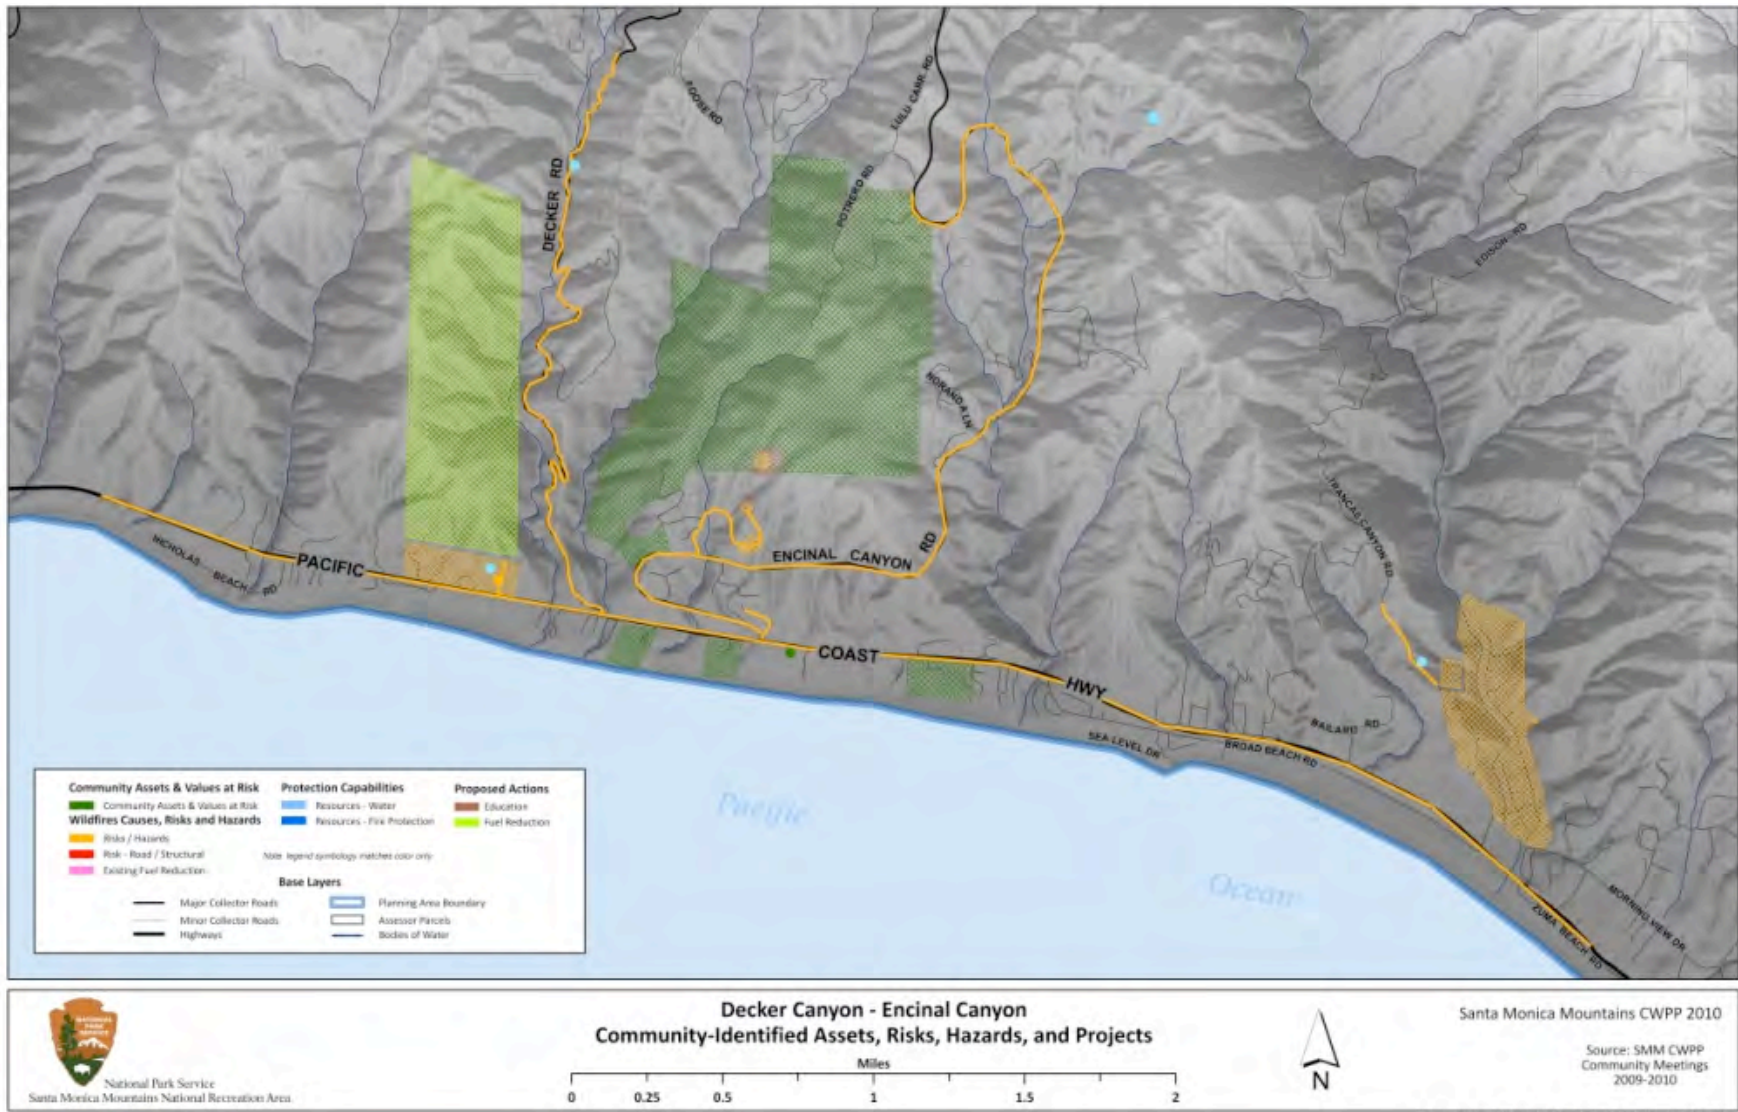 FOOSE RD
LULU CARR RD
DECKER RD
POTRERO RD
EDISON RD
NORANDA LN
TRANCAS CANYON RD
ENCINAL CANYON RD
NICHOLAS BEACH RD
PACIFIC COAST HWY
SEA LEVEL DR
BROAD BEACH RD
BAILARD RD
MORNING VIEW DR
ZUMA BEACH RD
Pacific
Ocean
Community Assets & Values at Risk
Community Assets & Values at Risk
Wildfires Causes, Risks and Hazards
Risks / Hazards
Risk - Road / Structural
Existing Fuel Reduction
Protection Capabilities
Resources - Water
Resources - Fire Protection
Proposed Actions
Education
Fuel Reduction
Note: legend symbology matches color only
Base Layers
Major Collector Roads
Minor Collector Roads
Highways
Planning Area Boundary
Assessor Parcels
Bodies of Water
NATIONAL
PARK
SERVICE
National Park Service
Santa Monica Mountains National Recreation Area
Decker Canyon - Encinal Canyon
Community-Identified Assets, Risks, Hazards, and Projects
Miles
0 0.25 0.5 1 1.5 2
N
Santa Monica Mountains CWPP 2010
Source: SMM CWPP
Community Meetings
2009-2010